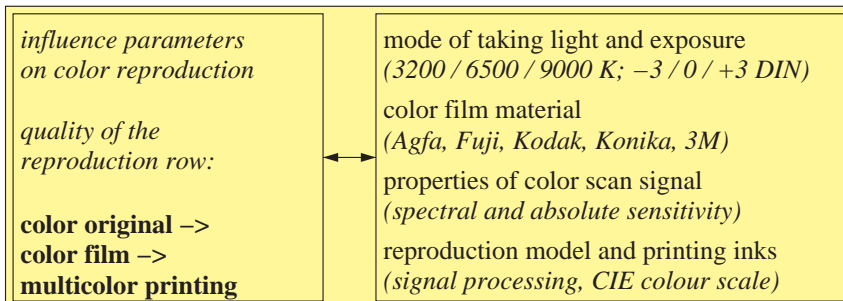 influence parameters
on color reproduction
quality of the
reproduction row:
color original −>
color film −>
multicolor printing
mode of taking light and exposure
(3200 / 6500 / 9000 K; −3 / 0 / +3 DIN)
color film material
(Agfa, Fuji, Kodak, Konika, 3M)
properties of color scan signal
(spectral and absolute sensitivity)
reproduction model and printing inks
(signal processing, CIE colour scale)